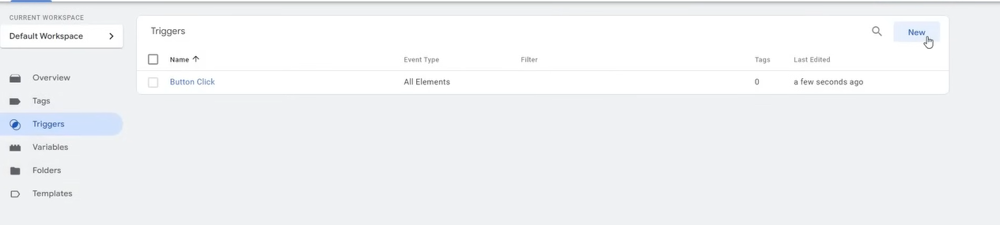 CURRENT WORKSPACE
Default Workspace
Overview
Tags
Triggers
Variables
Folders
Templates
Triggers
New
Name Event Type Filter Tags Last Edited
Button Click All Elements 0 a few seconds ago